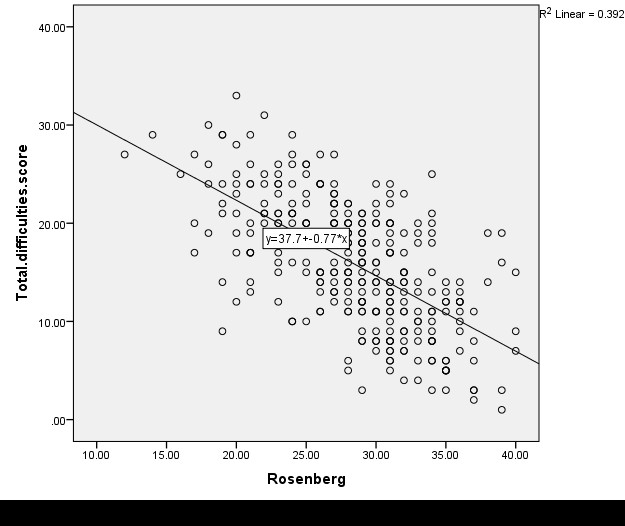 R² Linear = 0.392
40.00
30.00
20.00
10.00
.00
Total.difficulties.score
y=37.7+-0.77*x
10.00 15.00 20.00 25.00 30.00 35.00 40.00
Rosenberg